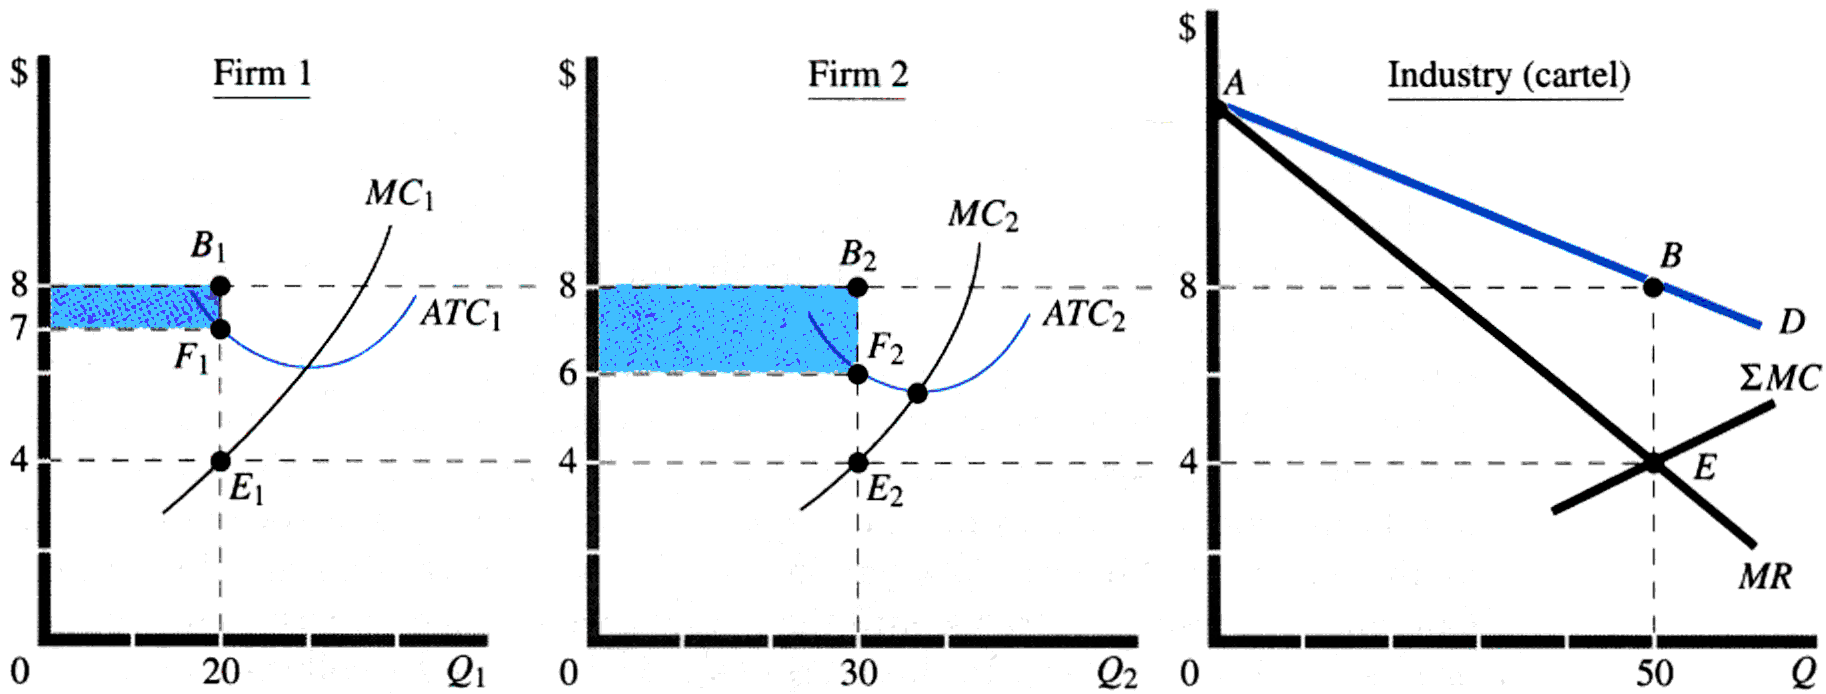 $
Firm 1
MC₁
B₁
8
ATC₁
7
F₁
4
E₁
0
20
Q₁
$
Firm 2
MC₂
B₂
8
ATC₂
F₂
6
4
E₂
0
30
Q₂
$
A
Industry (cartel)
B
8
D
ΣMC
4
E
MR
0
50
Q